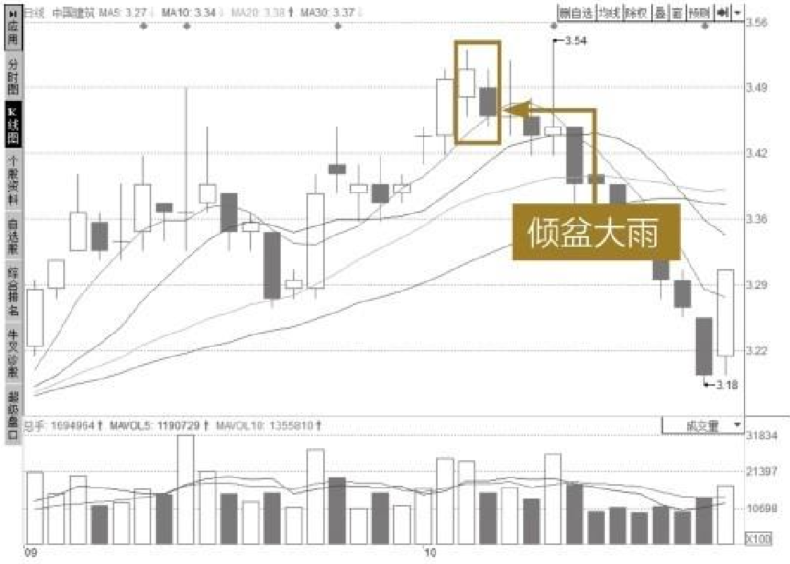 日线 中国建筑 MA5: 3.27↓ MA10: 3.34↓ MA20: 3.38↑ MA30: 3.37↓
删自选 均线 除权 叠 窗 预测
应用
分时图
K线图
个股资料
自选股
综合排名
牛叉诊股
超级盘口
3.56
3.54
3.49
3.42
3.36
倾盆大雨
3.29
3.22
3.18
总手: 1694964↑ MAVOL5: 1190729↑ MAVOL10: 1355810↑
成交量
31834
21397
10698
X100
09
10